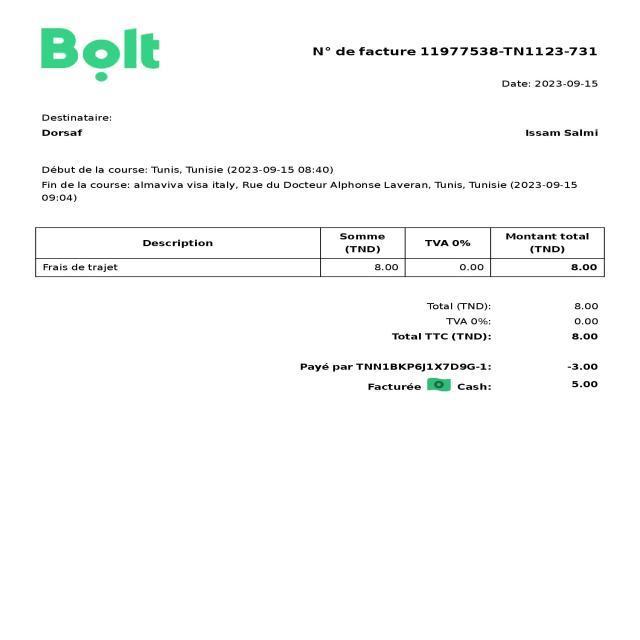 Bolt
N° de facture 11977538-TN1123-731
Date: 2023-09-15
Destinataire:
Dorsaf
Issam Salmi
Début de la course: Tunis, Tunisie (2023-09-15 08:40)
Fin de la course: almaviva visa italy, Rue du Docteur Alphonse Laveran, Tunis, Tunisie (2023-09-15
09:04)
Description Somme (TND) TVA 0% Montant total (TND)
Frais de trajet 8.00 0.00 8.00
Total (TND): 8.00
TVA 0%: 0.00
Total TTC (TND): 8.00
Payé par TNN1BKP6J1X7D9G-1: -3.00
Facturée Cash: 5.00